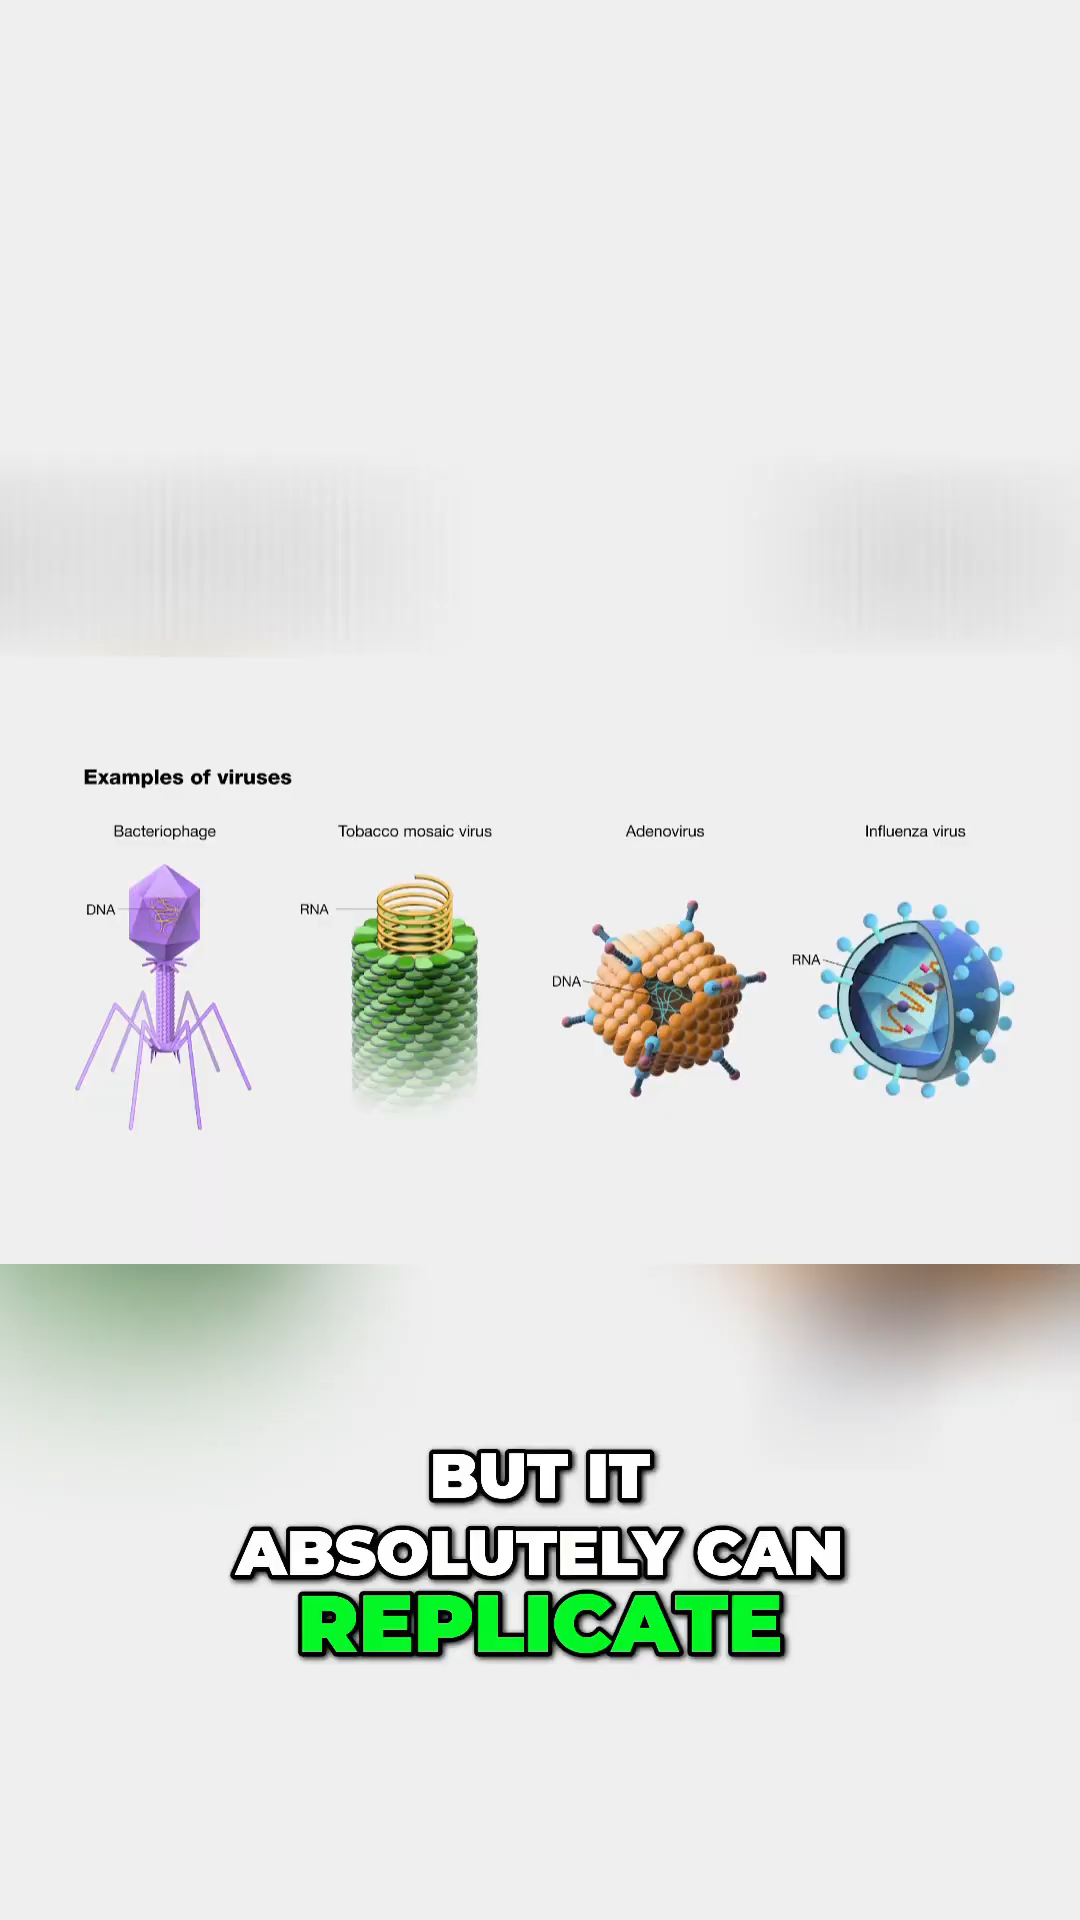 Examples of viruses
Bacteriophage
Tobacco mosaic virus
Adenovirus
Influenza virus
DNA
RNA
DNA
RNA
BUT IT
ABSOLUTELY CAN
REPLICATE